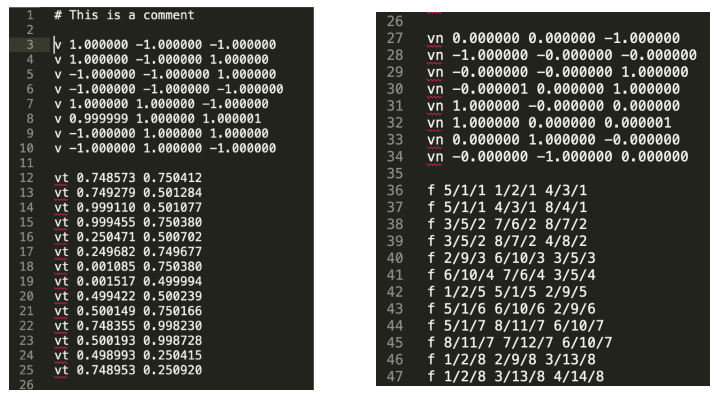 1 # This is a comment
2
3 v 1.000000 -1.000000 -1.000000
4 v 1.000000 -1.000000 1.000000
5 v -1.000000 -1.000000 1.000000
6 v -1.000000 -1.000000 -1.000000
7 v 1.000000 1.000000 -1.000000
8 v 0.999999 1.000000 1.000001
9 v -1.000000 1.000000 1.000000
10 v -1.000000 1.000000 -1.000000
11
12 vt 0.748573 0.750412
13 vt 0.749279 0.501284
14 vt 0.999110 0.501077
15 vt 0.999455 0.750380
16 vt 0.250471 0.500702
17 vt 0.249682 0.749677
18 vt 0.001085 0.750380
19 vt 0.001517 0.499994
20 vt 0.499422 0.500239
21 vt 0.500149 0.750166
22 vt 0.748355 0.998230
23 vt 0.500193 0.998728
24 vt 0.498993 0.250415
25 vt 0.748953 0.250920
26
26
27 vn 0.000000 0.000000 -1.000000
28 vn -1.000000 -0.000000 -0.000000
29 vn -0.000000 -0.000000 1.000000
30 vn -0.000001 0.000000 1.000000
31 vn 1.000000 -0.000000 0.000000
32 vn 1.000000 0.000000 0.000001
33 vn 0.000000 1.000000 -0.000000
34 vn -0.000000 -1.000000 0.000000
35
36 f 5/1/1 1/2/1 4/3/1
37 f 5/1/1 4/3/1 8/4/1
38 f 3/5/2 7/6/2 8/7/2
39 f 3/5/2 8/7/2 4/8/2
40 f 2/9/3 6/10/3 3/5/3
41 f 6/10/4 7/6/4 3/5/4
42 f 1/2/5 5/1/5 2/9/5
43 f 5/1/6 6/10/6 2/9/6
44 f 5/1/7 8/11/7 6/10/7
45 f 8/11/7 7/12/7 6/10/7
46 f 1/2/8 2/9/8 3/13/8
47 f 1/2/8 3/13/8 4/14/8